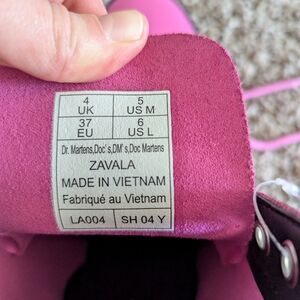 4 5
UK US M
37 6
EU US L
Dr. Martens,Doc's,DM's,Doc Martens
ZAVALA
MADE IN VIETNAM
Fabriqué au Vietnam
LA004 SH 04 Y